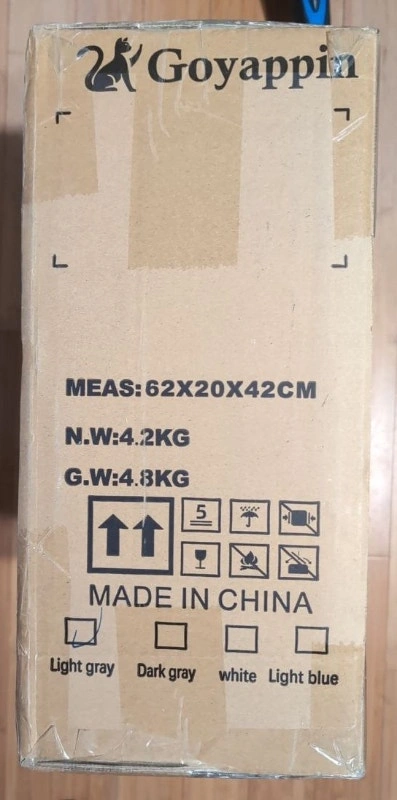 Goyappin
MEAS:62X20X42CM
N.W:4.2KG
G.W:4.8KG
5
MADE IN CHINA
Light gray Dark gray white Light blue